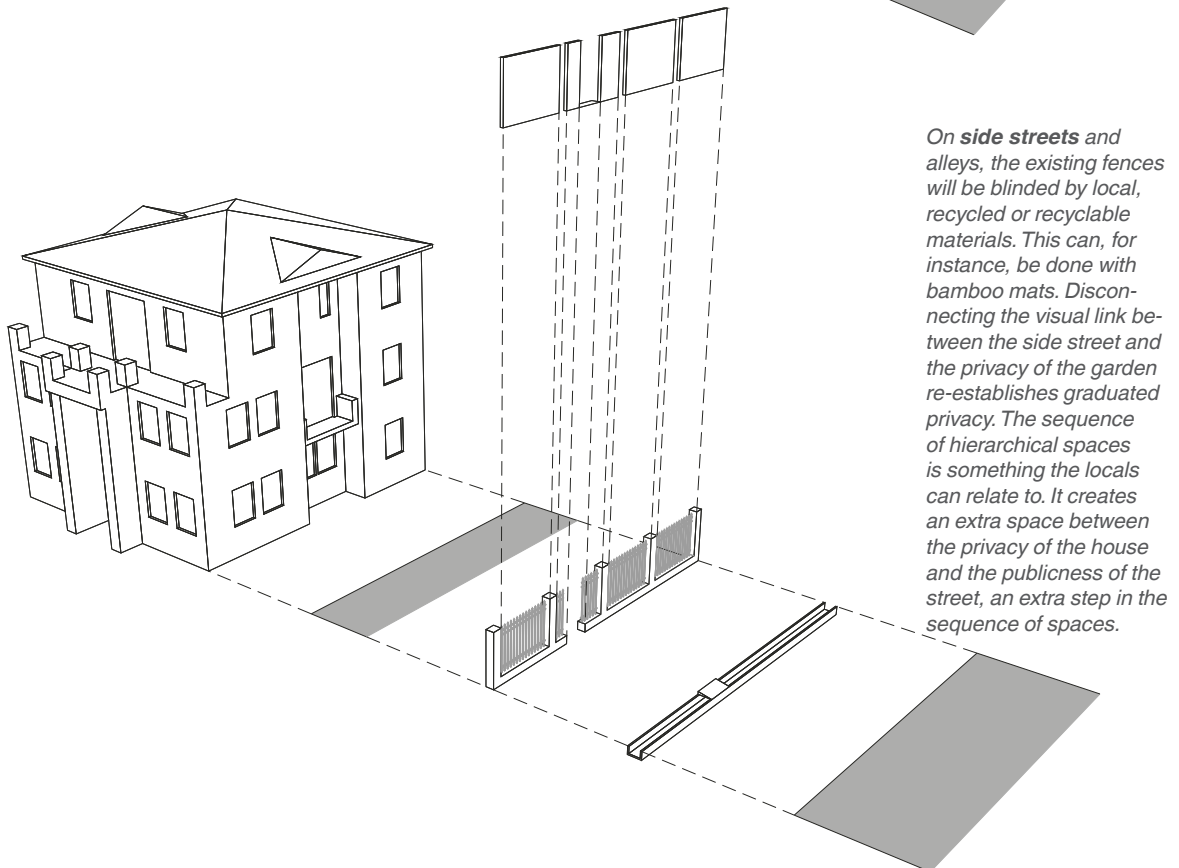 On side streets and
alleys, the existing fences
will be blinded by local,
recycled or recyclable
materials. This can, for
instance, be done with
bamboo mats. Discon-
necting the visual link be-
tween the side street and
the privacy of the garden
re-establishes graduated
privacy. The sequence
of hierarchical spaces
is something the locals
can relate to. It creates
an extra space between
the privacy of the house
and the publicness of the
street, an extra step in the
sequence of spaces.